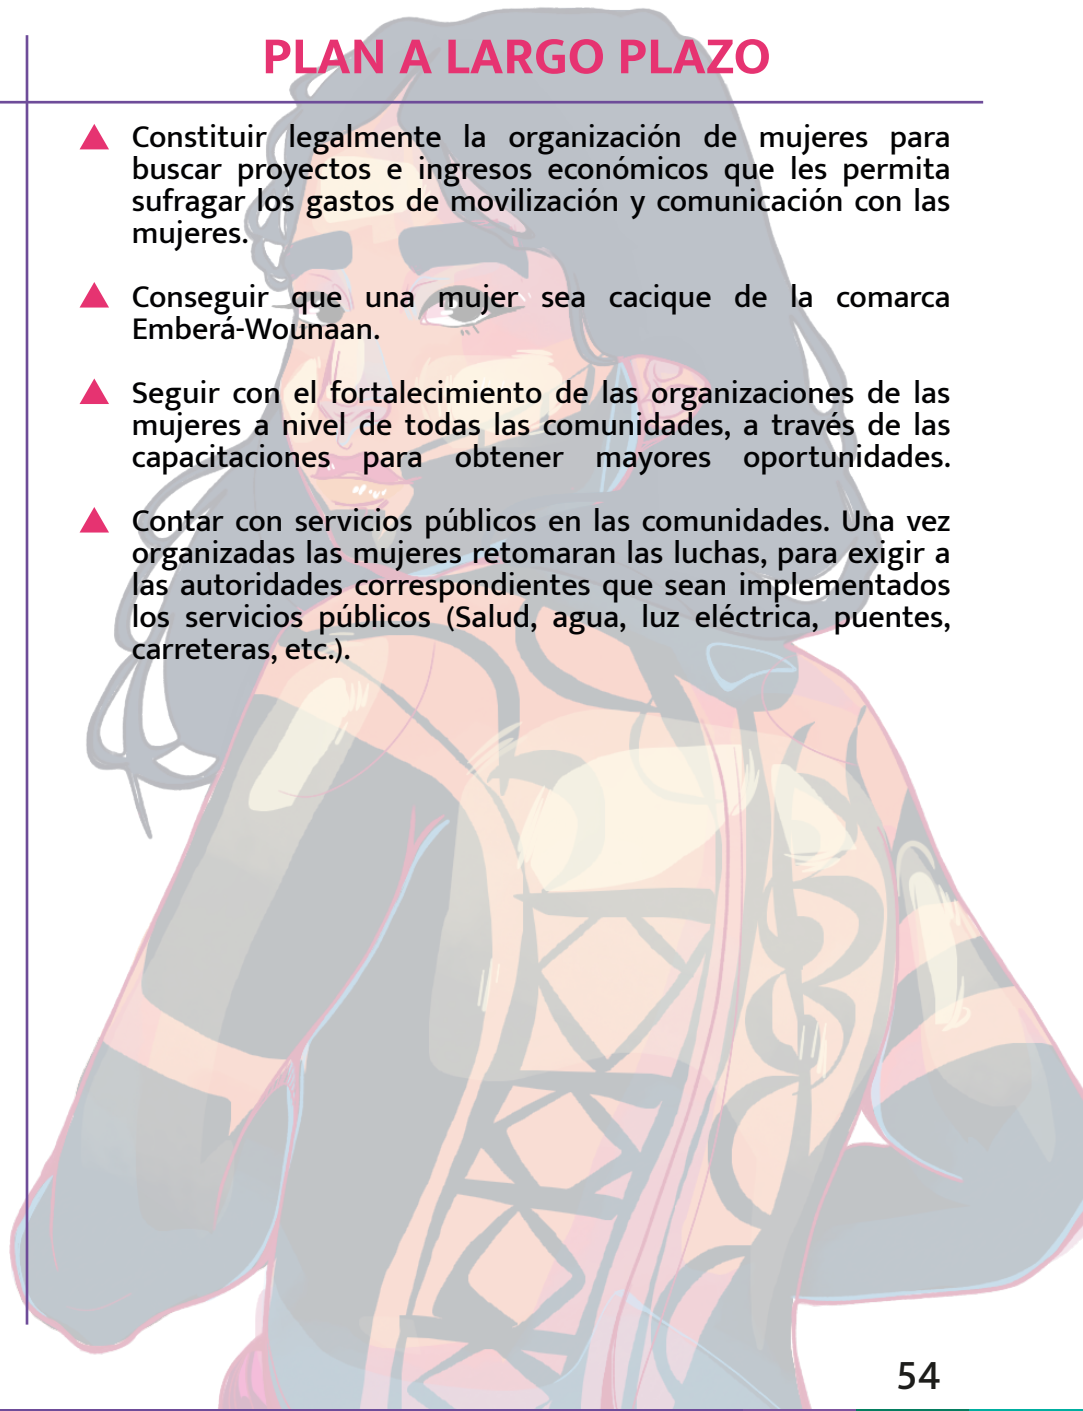 PLAN A LARGO PLAZO
Constituir legalmente la organización de mujeres para
buscar proyectos e ingresos económicos que les permita
sufragar los gastos de movilización y comunicación con las
mujeres.
Conseguir que una mujer sea cacique de la comarca
Emberá-Wounaan.
Seguir con el fortalecimiento de las organizaciones de las
mujeres a nivel de todas las comunidades, a través de las
capacitaciones para obtener mayores oportunidades.
Contar con servicios públicos en las comunidades. Una vez
organizadas las mujeres retomaran las luchas, para exigir a
las autoridades correspondientes que sean implementados
los servicios públicos (Salud, agua, luz eléctrica, puentes,
carreteras, etc.).
54